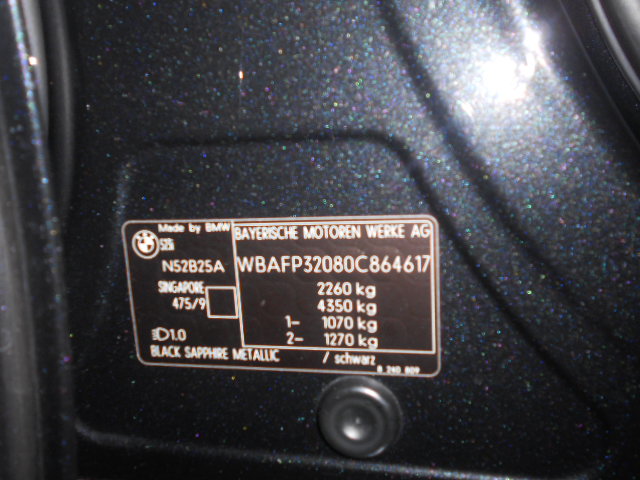 Made by BMW
523i
BAYERISCHE MOTOREN WERKE AG
N52B25A
WBAFP32080C864617
SINGAPORE
475/9
2260 kg
4350 kg
1- 1070 kg
2- 1270 kg
1.0
BLACK SAPPHIRE METALLIC / schwarz
8 240 809